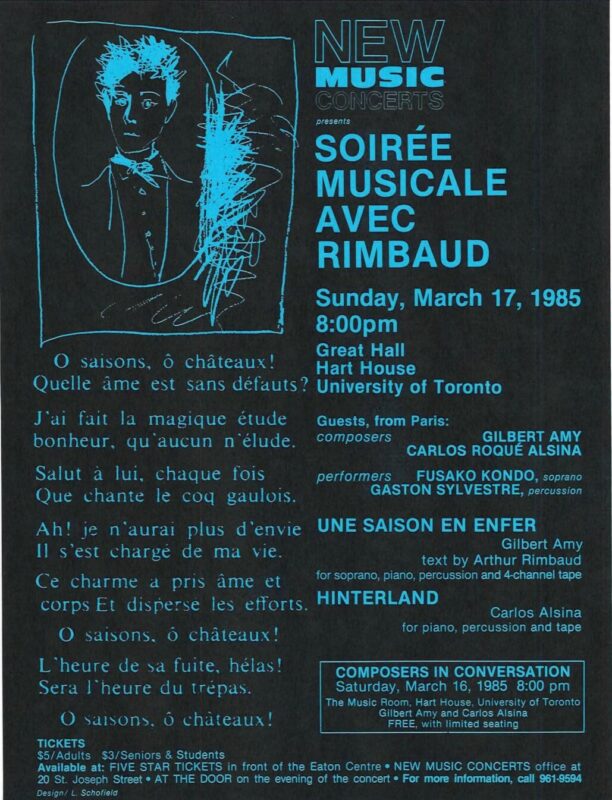 NEW
MUSIC
CONCERTS
presents
SOIRÉE
MUSICALE
AVEC
RIMBAUD
Sunday, March 17, 1985
8:00pm
Great Hall
Hart House
University of Toronto
Guests, from Paris:
composers GILBERT AMY
CARLOS ROQUÉ ALSINA
performers FUSAKO KONDO, soprano
GASTON SYLVESTRE, percussion
UNE SAISON EN ENFER
Gilbert Amy
text by Arthur Rimbaud
for soprano, piano, percussion and 4-channel tape
HINTERLAND
Carlos Alsina
for piano, percussion and tape
COMPOSERS IN CONVERSATION
Saturday, March 16, 1985 8:00 pm
The Music Room, Hart House, University of Toronto
Gilbert Amy and Carlos Alsina
FREE, with limited seating
O saisons, ô châteaux!
Quelle âme est sans défauts?
J'ai fait la magique étude
bonheur, qu'aucun n'élude.
Salut à lui, chaque fois
Que chante le coq gaulois.
Ah! je n'aurai plus d'envie
Il s'est chargé de ma vie.
Ce charme a pris âme et
corps Et disperse les efforts.
O saisons, ô châteaux!
L'heure de sa fuite, hélas!
Sera l'heure du trépas.
O saisons, ô châteaux!
TICKETS
$5/Adults $3/Seniors & Students
Available at: FIVE STAR TICKETS in front of the Eaton Centre • NEW MUSIC CONCERTS office at
20 St. Joseph Street • AT THE DOOR on the evening of the concert • For more information, call 961-9594
Design/ L. Schofield